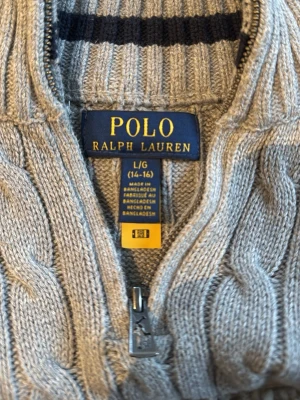 POLO
RALPH LAUREN
L/G
(14-16)
MADE IN
BANGLADESH
FABRIQUÉ AU
BANGLADESH
HECHO EN
BANGLADESH